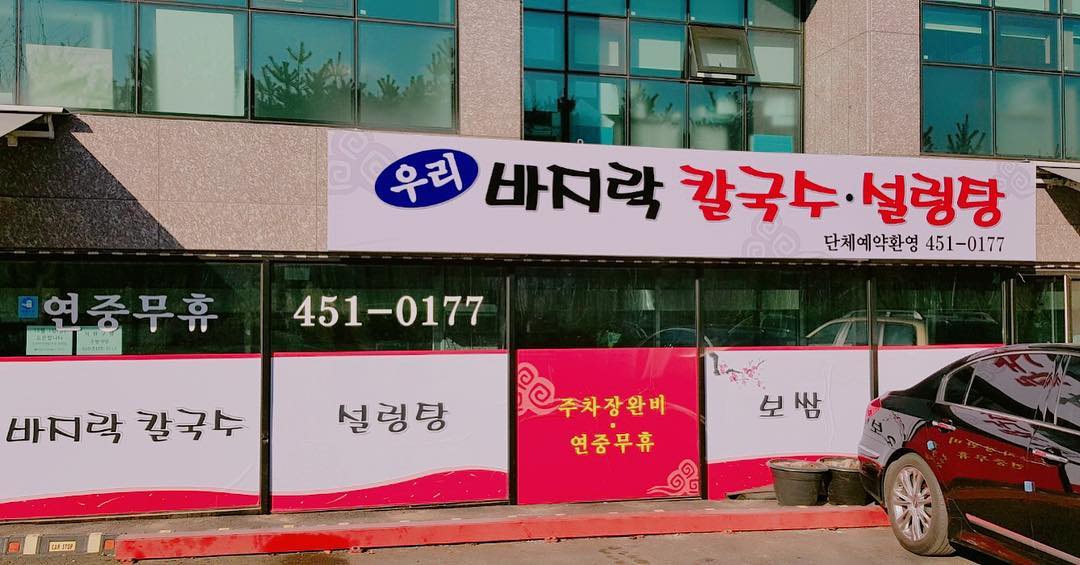 우리 바지락 칼국수·설렁탕
단체예약환영 451-0177
연중무휴
451-0177
바지락 칼국수
설렁탕
주차장완비
·
연중무휴
보쌈
CAR STOP